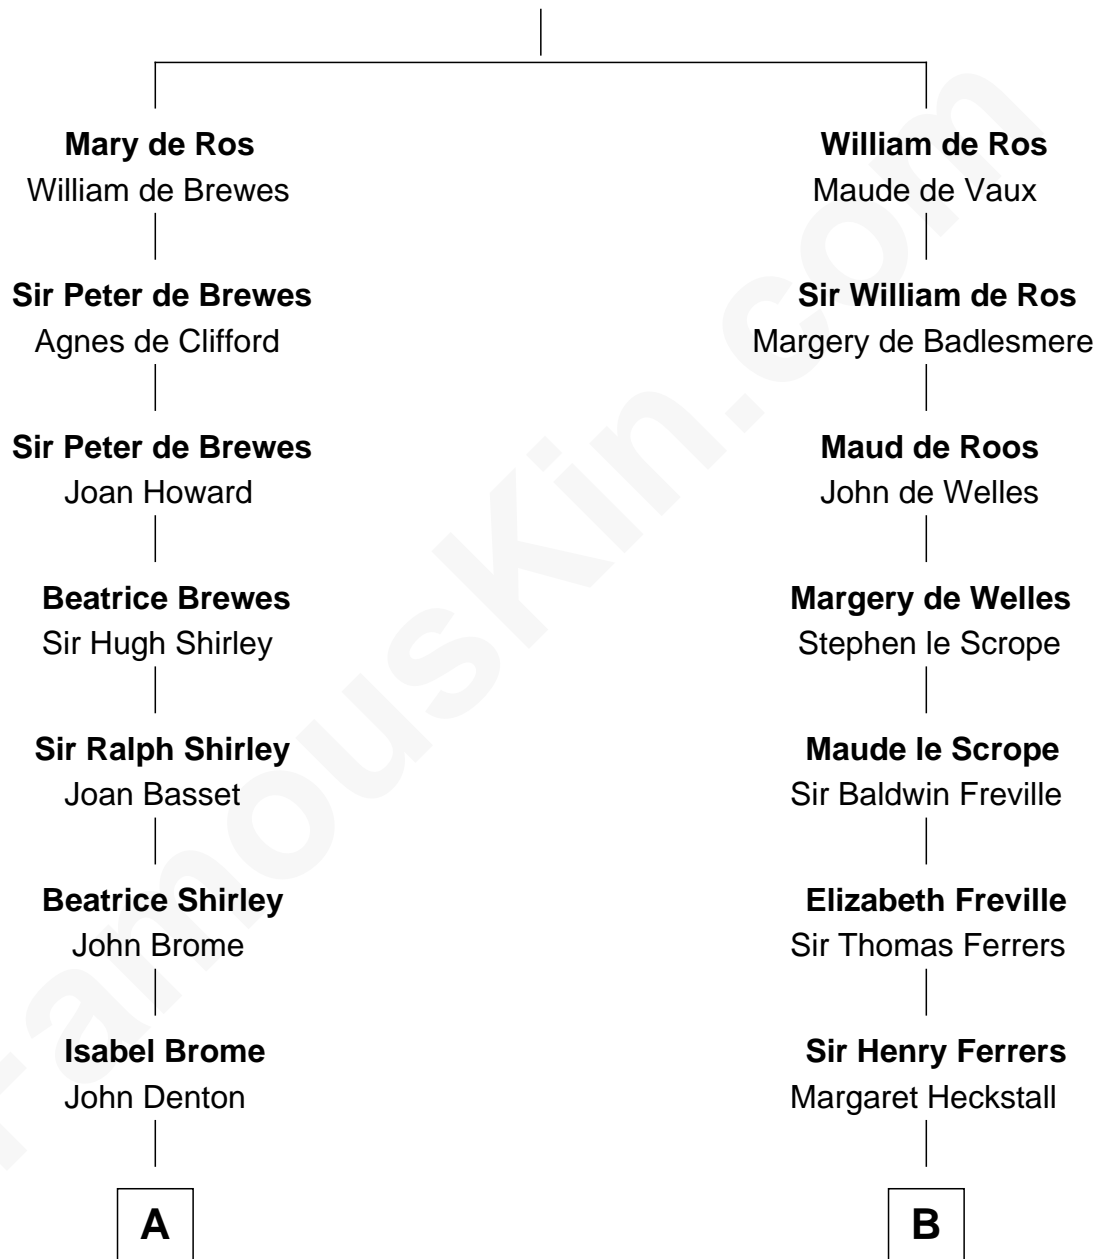 Mary de Ros
William de Brewes
Sir Peter de Brewes
Agnes de Clifford
Sir Peter de Brewes
Joan Howard
Beatrice Brewes
Sir Hugh Shirley
Sir Ralph Shirley
Joan Basset
Beatrice Shirley
John Brome
Isabel Brome
John Denton
A
William de Ros
Maude de Vaux
Sir William de Ros
Margery de Badlesmere
Maud de Roos
John de Welles
Margery de Welles
Stephen le Scrope
Maude le Scrope
Sir Baldwin Freville
Elizabeth Freville
Sir Thomas Ferrers
Sir Henry Ferrers
Margaret Heckstall
B
FamousKin.com